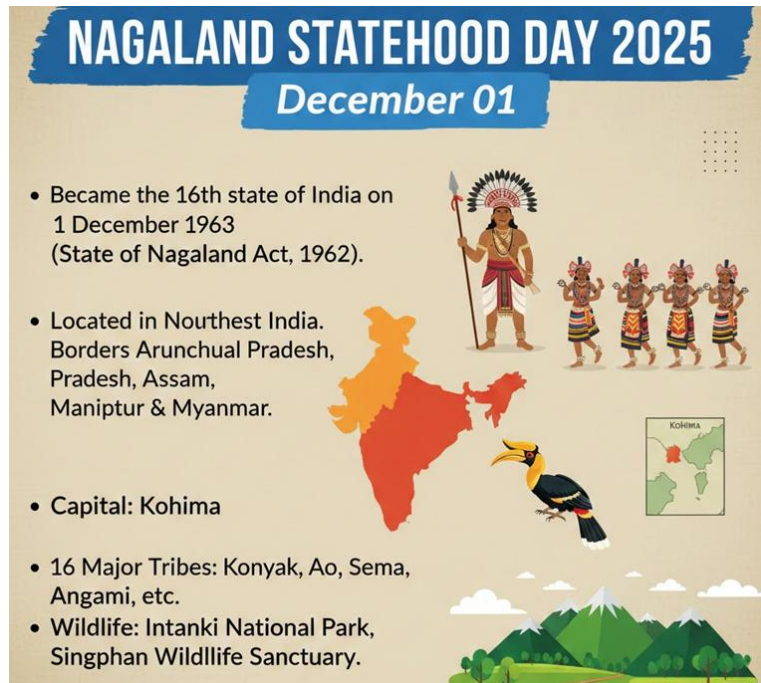 NAGALAND STATEHOOD DAY 2025
December 01
• Became the 16th state of India on
1 December 1963
(State of Nagaland Act, 1962).
• Located in Nouthest India.
Borders Arunchual Pradesh,
Pradesh, Assam,
Maniptur & Myanmar.
KOHIMA
• Capital: Kohima
• 16 Major Tribes: Konyak, Ao, Sema,
Angami, etc.
• Wildlife: Intanki National Park,
Singphan Wildllife Sanctuary.